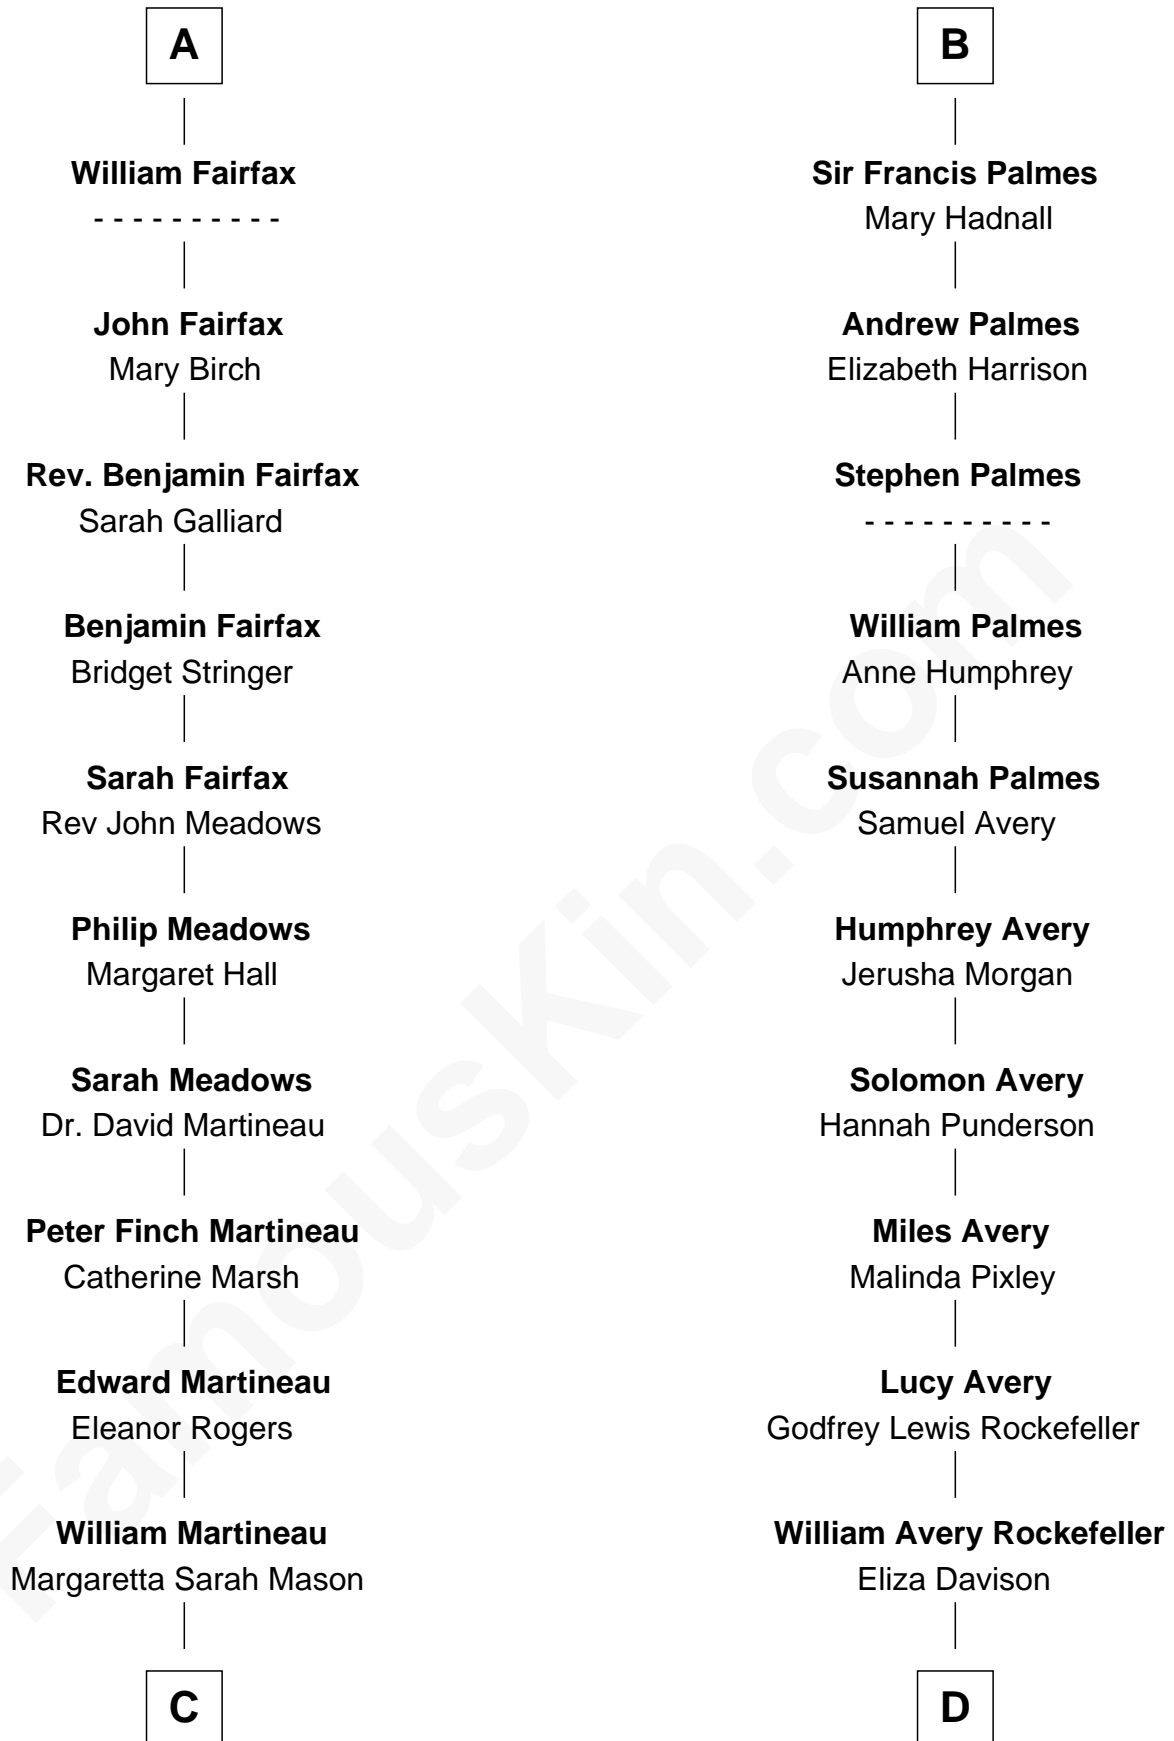 A
William Fairfax
- - - - - - - - - -
John Fairfax
Mary Birch
Rev. Benjamin Fairfax
Sarah Galliard
Benjamin Fairfax
Bridget Stringer
Sarah Fairfax
Rev John Meadows
Philip Meadows
Margaret Hall
Sarah Meadows
Dr. David Martineau
Peter Finch Martineau
Catherine Marsh
Edward Martineau
Eleanor Rogers
William Martineau
Margaretta Sarah Mason
C
B
Sir Francis Palmes
Mary Hadnall
Andrew Palmes
Elizabeth Harrison
Stephen Palmes
- - - - - - - - - -
William Palmes
Anne Humphrey
Susannah Palmes
Samuel Avery
Humphrey Avery
Jerusha Morgan
Solomon Avery
Hannah Punderson
Miles Avery
Malinda Pixley
Lucy Avery
Godfrey Lewis Rockefeller
William Avery Rockefeller
Eliza Davison
D
FamousKin.com